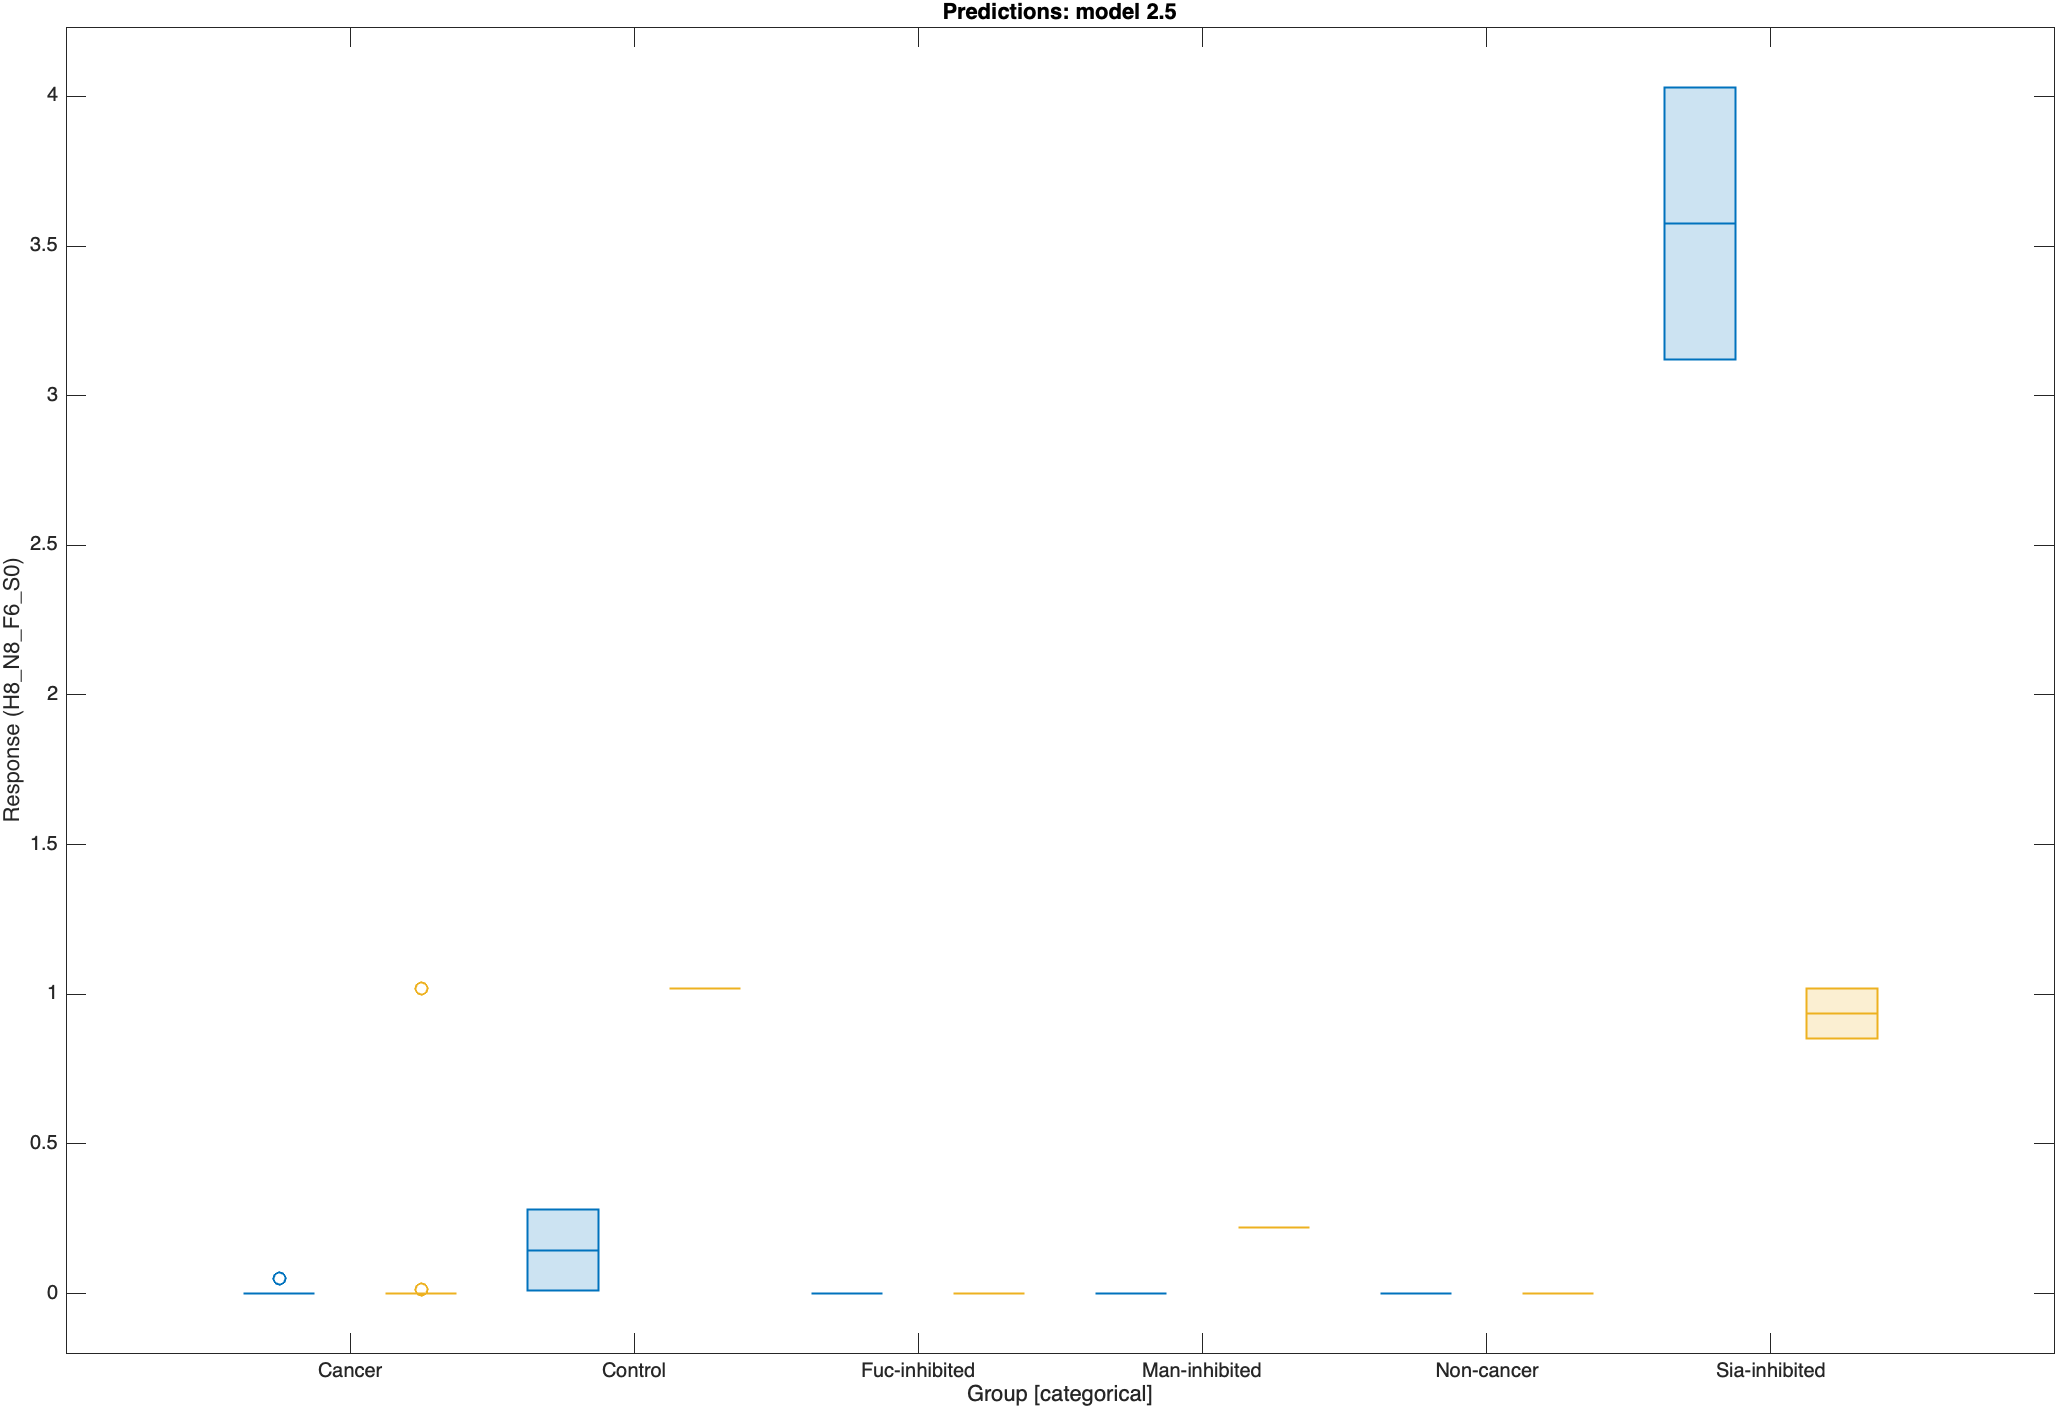 Predictions: model 2.5
4
3.5
3
2.5
2
1.5
1
0.5
0
Response (H8_N8_F6_S0)
Cancer Control Fuc-inhibited Man-inhibited Non-cancer Sia-inhibited
Group [categorical]